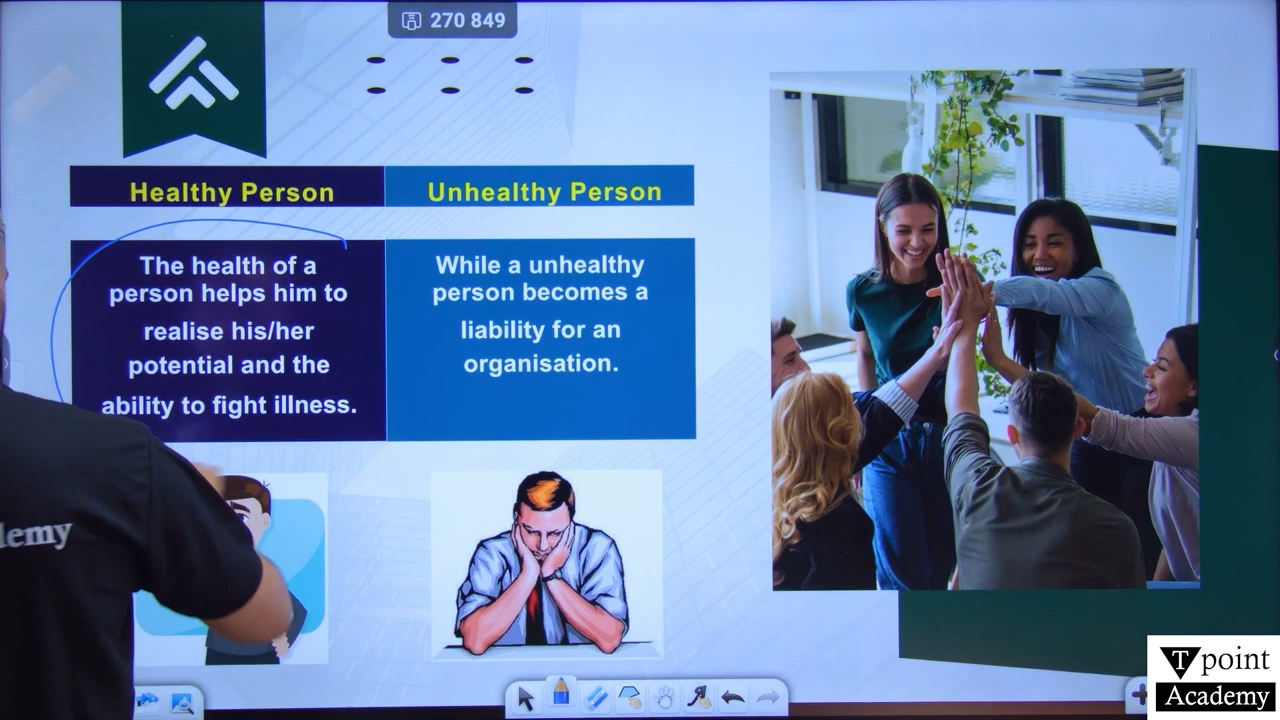 270 849
Healthy Person
Unhealthy Person
The health of a
person helps him to
realise his/her
potential and the
ability to fight illness.
While a unhealthy
person becomes a
liability for an
organisation.
demy
T point
Academy